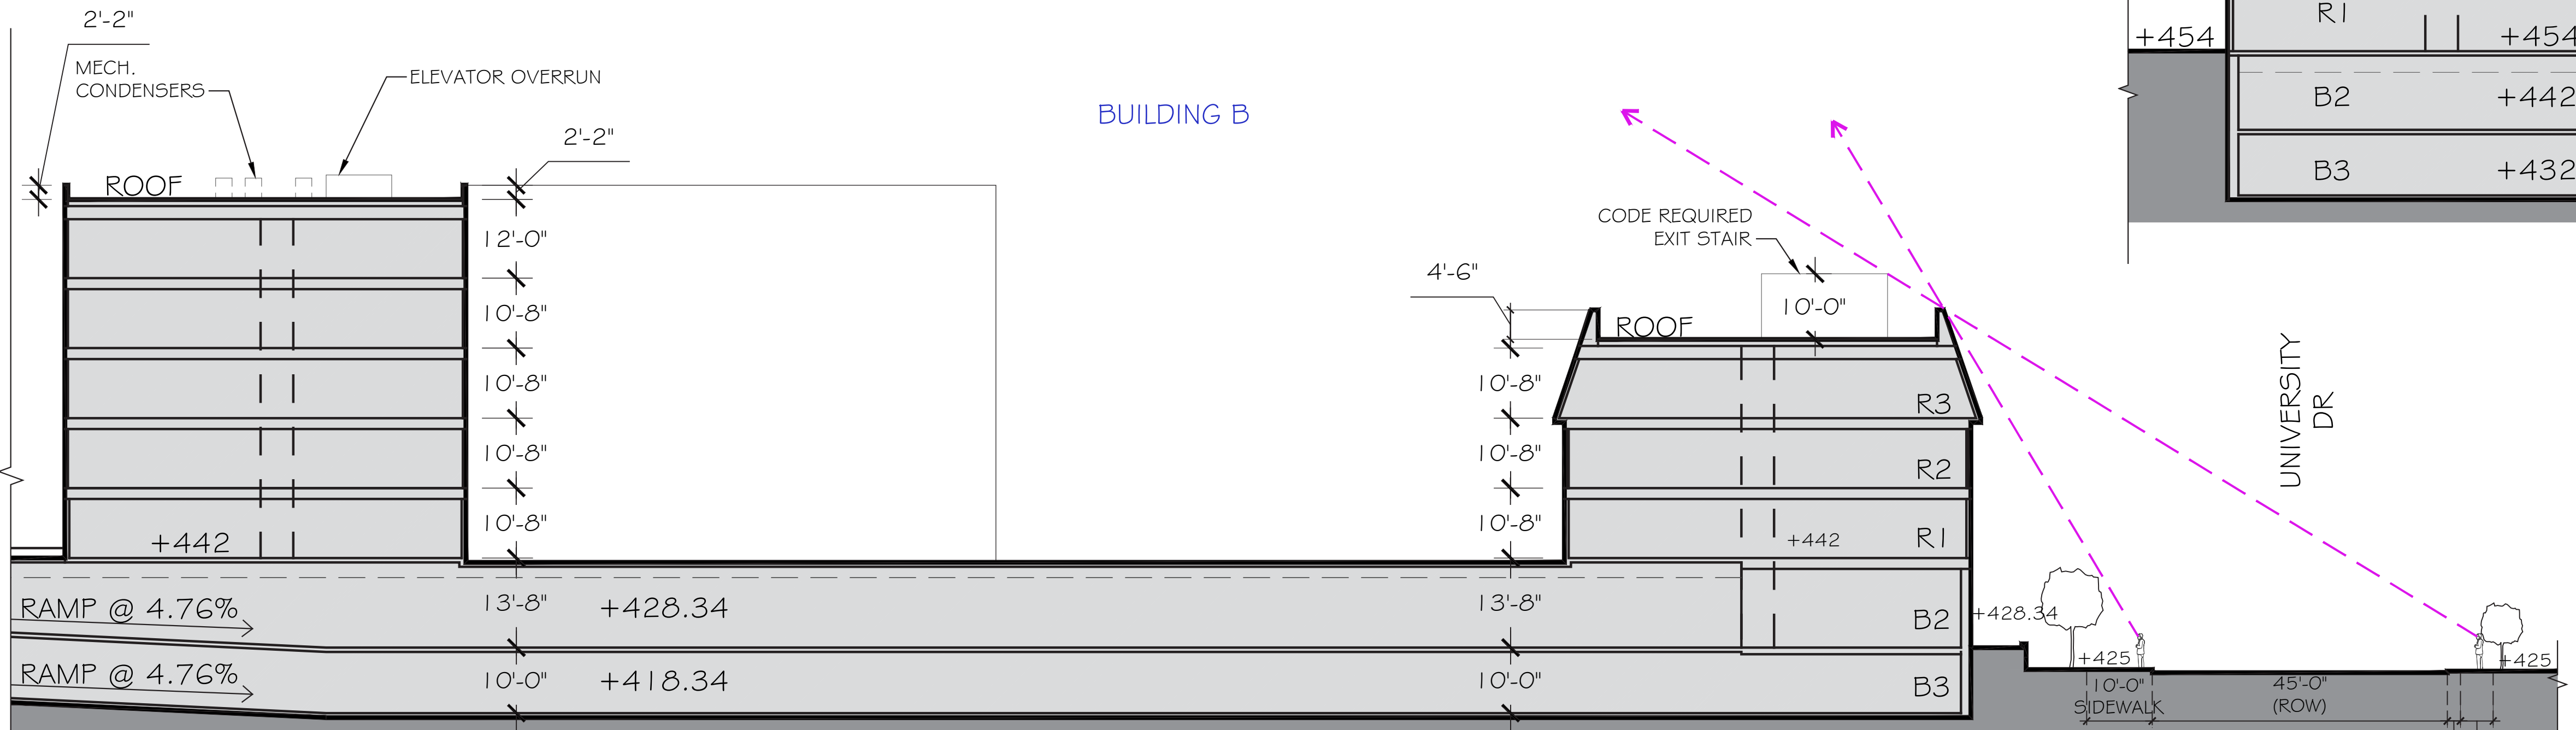 2'-2"
MECH.
CONDENSERS
ELEVATOR OVERRUN
2'-2"
ROOF
12'-0"
10'-8"
10'-8"
10'-8"
10'-8"
+442
RAMP @ 4.76%
13'-8"
+428.34
RAMP @ 4.76%
10'-0"
+418.34
BUILDING B
CODE REQUIRED
EXIT STAIR
4'-6"
10'-0"
ROOF
10'-8"
R3
10'-8"
R2
10'-8"
+442
R1
13'-8"
B2
10'-0"
B3
+428.34
+425
10'-0"
SIDEWALK
45'-0"
(ROW)
+425
UNIVERSITY
DR
R1
+454
+454
B2
+442
B3
+432